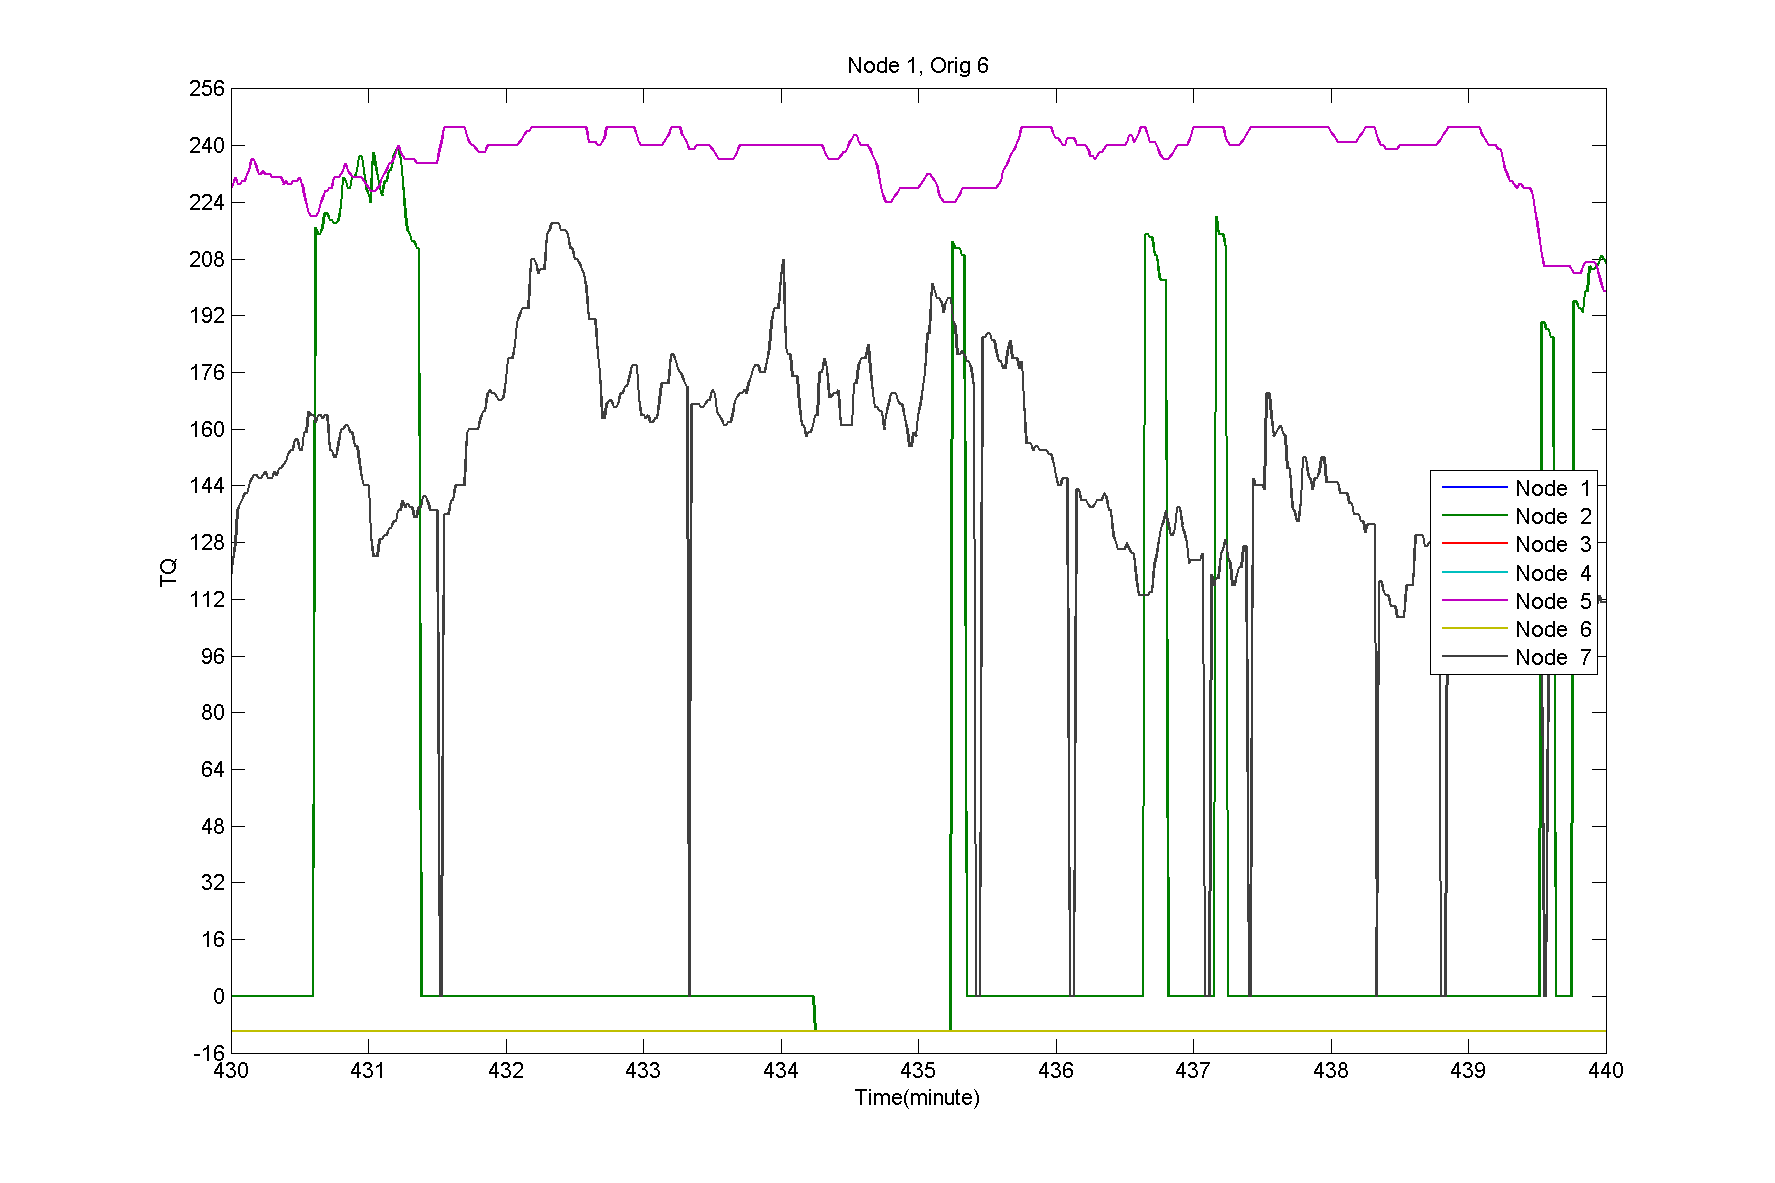 Node 1, Orig 6
256
240
224
208
192
176
160
144
128
112
96
80
64
48
32
16
0
-16
TQ
430 431 432 433 434 435 436 437 438 439 440
Time(minute)
Node 1
Node 2
Node 3
Node 4
Node 5
Node 6
Node 7